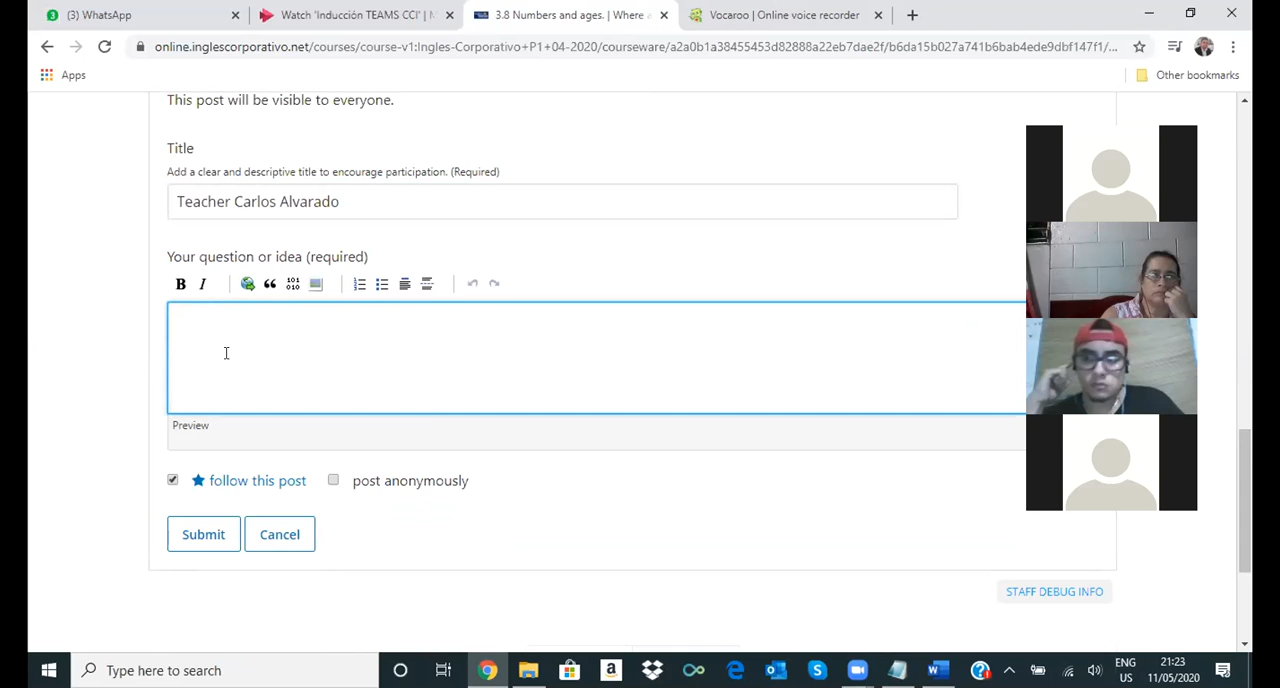 (3) WhatsApp
Watch 'Inducción TEAMS CCI' | M
3.8 Numbers and ages. | Where a
Vocaroo | Online voice recorder
online.inglescorporativo.net/courses/course-v1:Ingles-Corporativo+P1+04-2020/courseware/a2a0b1a38455453d82888a22eb7dae2f/b6da15b027a741b6bab4ede9dbf147f1/...
Apps
Other bookmarks
This post will be visible to everyone.
Title
Add a clear and descriptive title to encourage participation. (Required)
Teacher Carlos Alvarado
Your question or idea (required)
B I
Preview
follow this post
post anonymously
Submit
Cancel
STAFF DEBUG INFO
Type here to search
ENG
US
21:23
11/05/2020